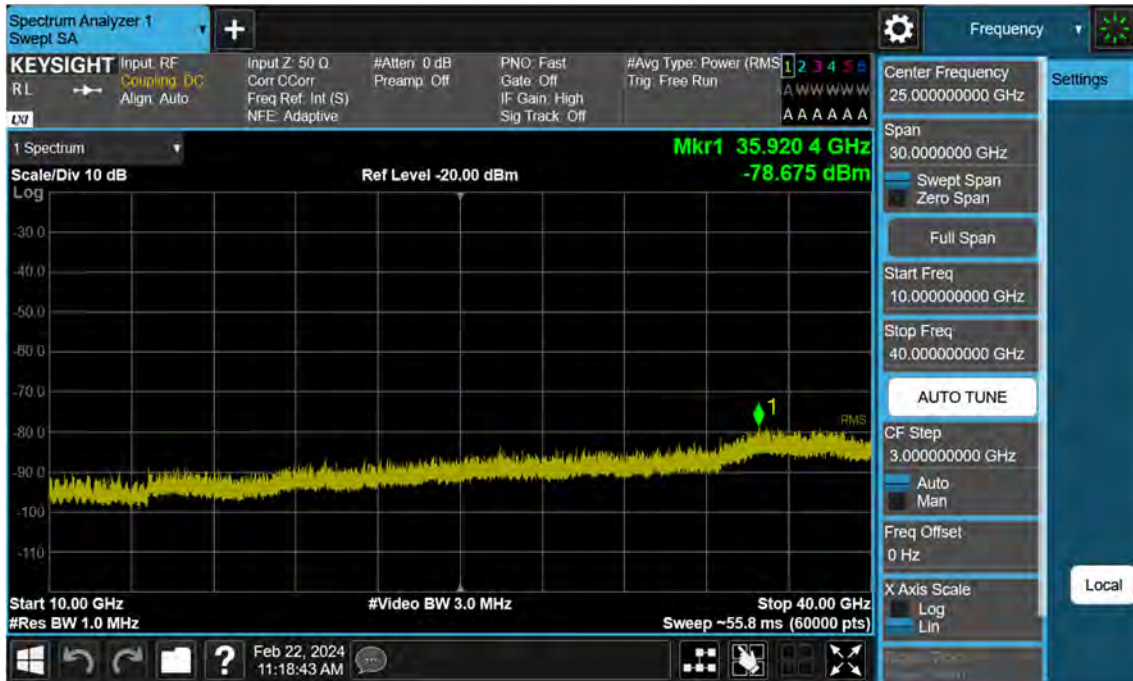 Spectrum Analyzer 1
Swept SA
Frequency
KEYSIGHT
RL
LXI
Input: RF
Coupling: DC
Align: Auto
Input Z: 50 Ω
Corr CCorr
Freq Ref: Int (S)
NFE: Adaptive
#Atten: 0 dB
Preamp: Off
PNO: Fast
Gate: Off
IF Gain: High
Sig Track: Off
#Avg Type: Power (RMS
Trig: Free Run
1 2 3 4 5 6
A W W W W W
A A A A A A
1 Spectrum
Mkr1 35.920 4 GHz
Scale/Div 10 dB
Ref Level -20.00 dBm
-78.675 dBm
Log
-30.0
-40.0
-50.0
-60.0
-70.0
-80.0
-90.0
-100
-110
1
RMS
Start 10.00 GHz
#Video BW 3.0 MHz
Stop 40.00 GHz
#Res BW 1.0 MHz
Sweep ~55.8 ms (60000 pts)
Feb 22, 2024
11:18:43 AM
Center Frequency
25.000000000 GHz
Settings
Span
30.0000000 GHz
Swept Span
Zero Span
Full Span
Start Freq
10.000000000 GHz
Stop Freq
40.000000000 GHz
AUTO TUNE
CF Step
3.000000000 GHz
Auto
Man
Freq Offset
0 Hz
X Axis Scale
Log
Lin
Local